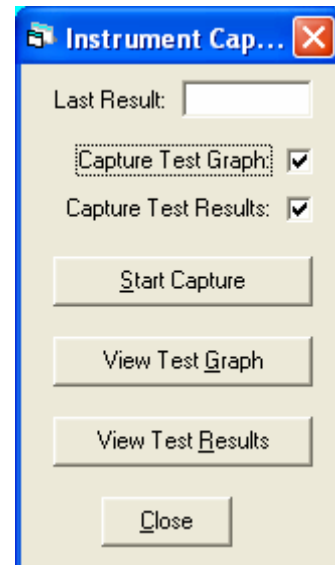 Instrument Cap...
Last Result:
Capture Test Graph:
Capture Test Results:
Start Capture
View Test Graph
View Test Results
Close